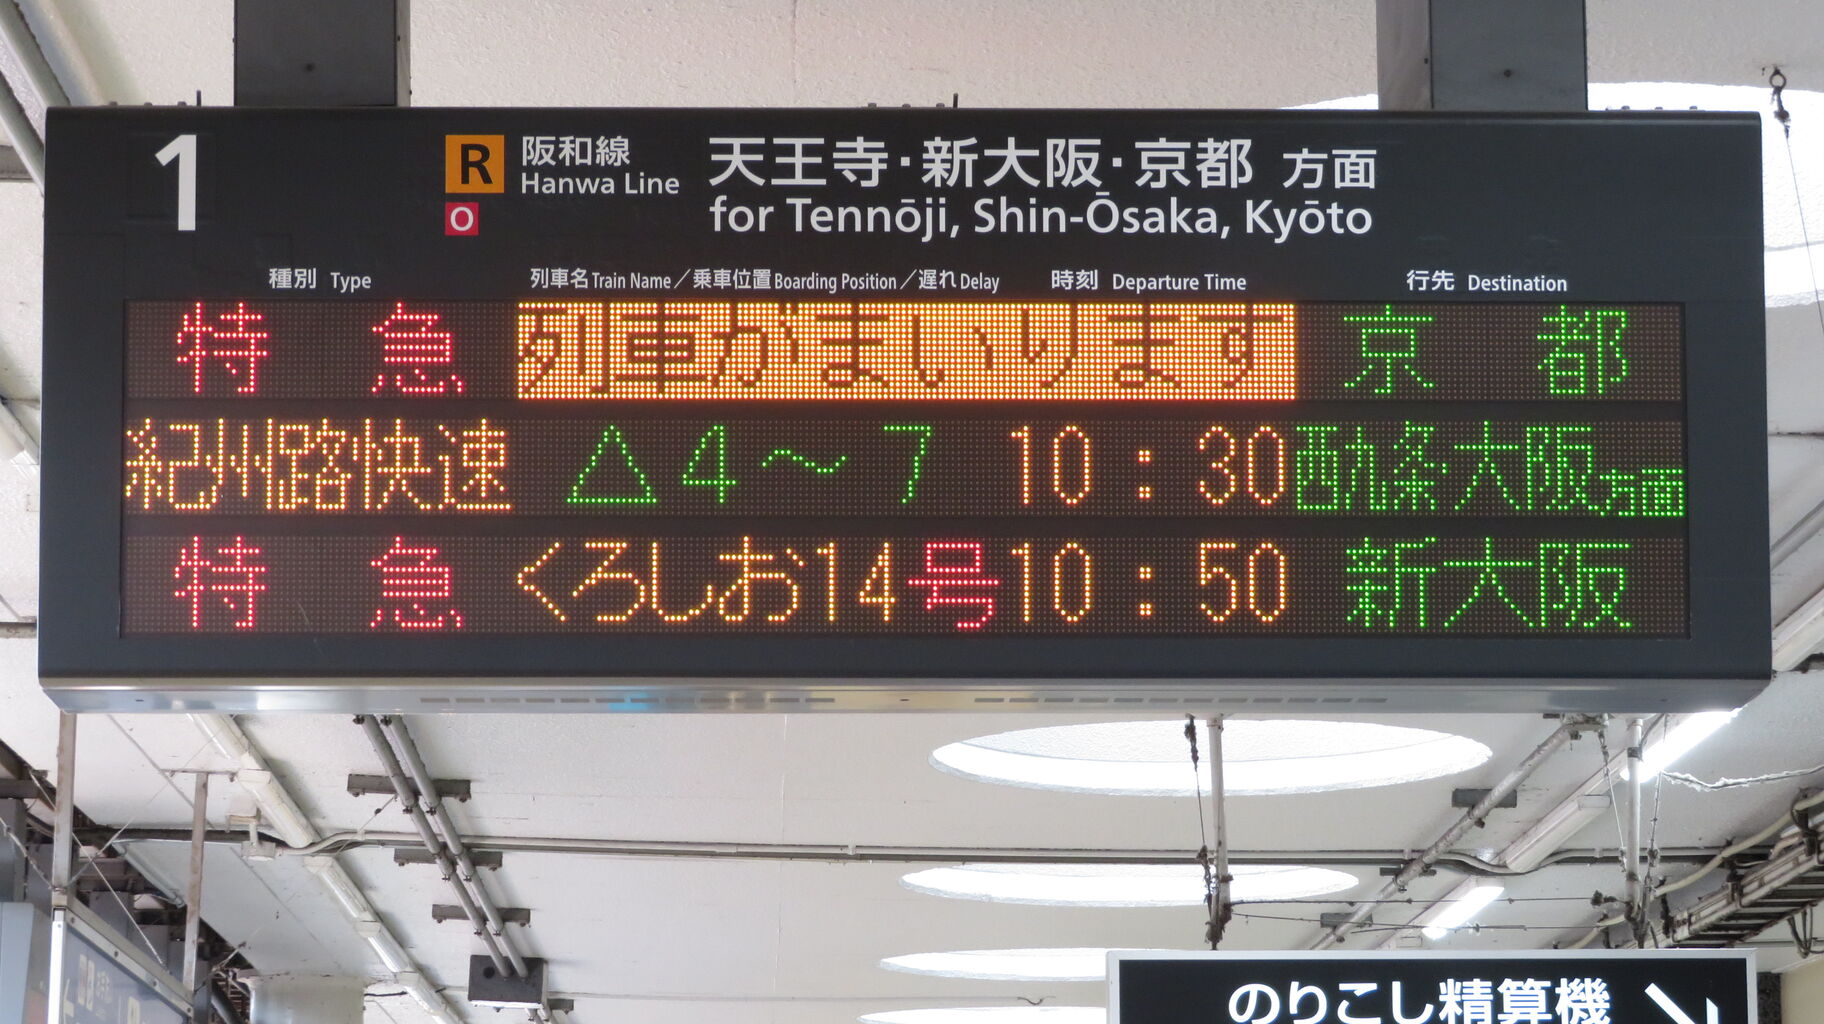 1
R 阪和線 天王寺・新大阪・京都 方面
Hanwa Line
O for Tennōji, Shin-Ōsaka, Kyōto
種別 Type 列車名 Train Name／乗車位置 Boarding Position／遅れ Delay 時刻 Departure Time 行先 Destination
特急 列車がまいります 京都
紀州路快速 △4〜7 10:30 西九条・大阪方面
特急 くろしお14号 10:50 新大阪
のりこし精算機 ↘